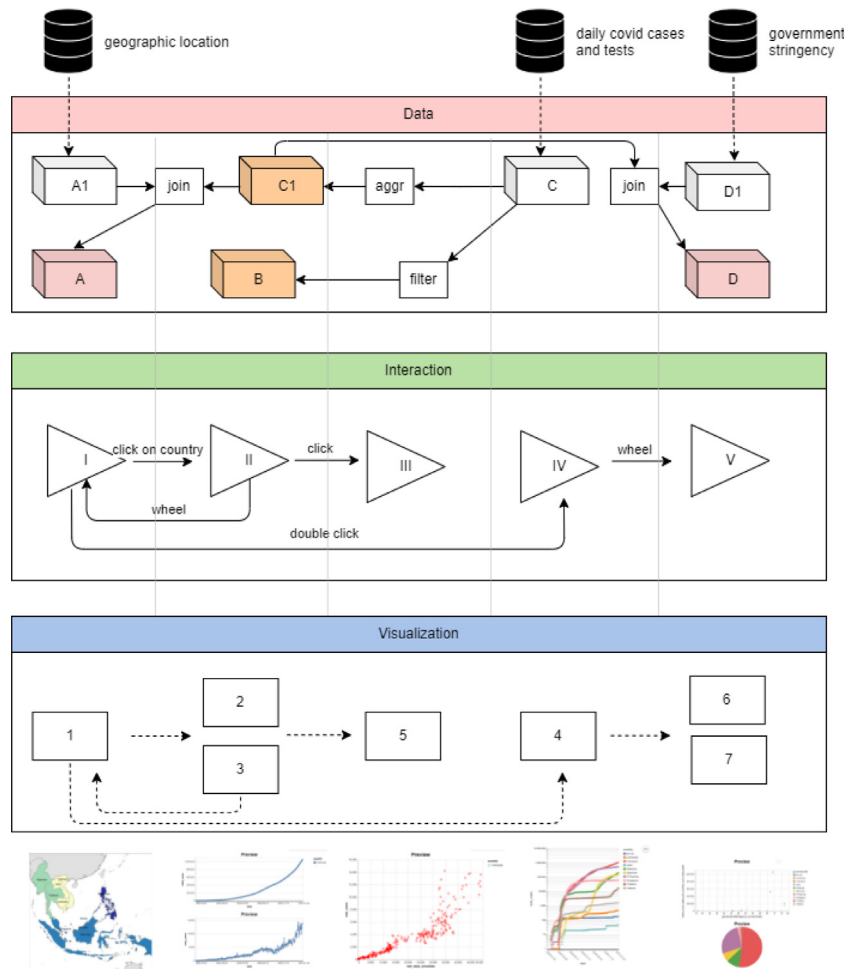 geographic location
daily covid cases
and tests
government
stringency
Data
A1
join
C1
aggr
C
join
D1
A
B
filter
D
Interaction
I
click on country
II
click
III
IV
wheel
V
wheel
double click
Visualization
1
2
3
5
4
6
7
Preview
Preview
Preview
Preview
Preview